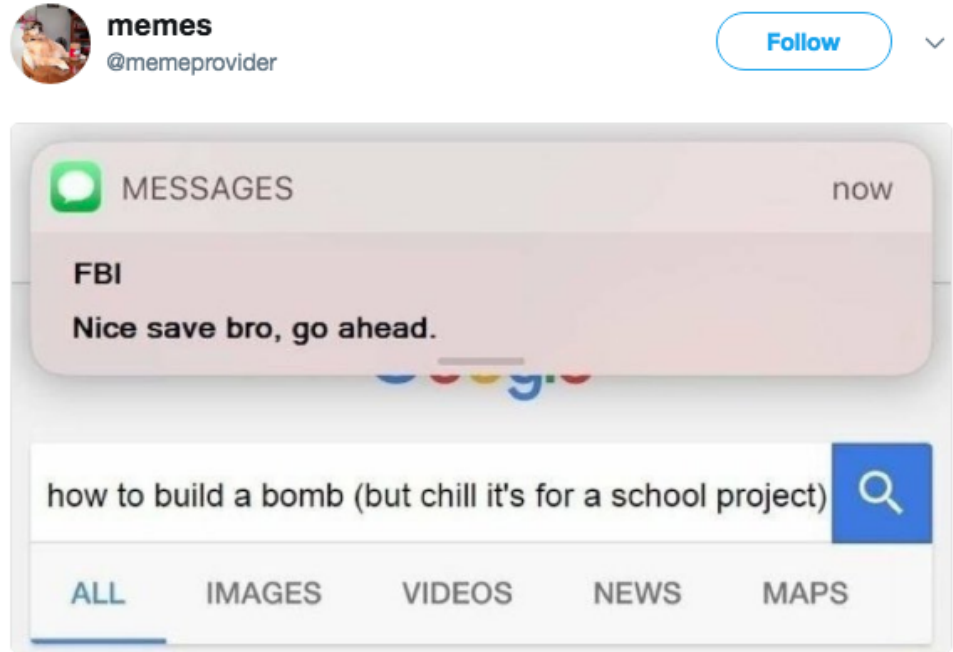 memes
@memeprovider
Follow
MESSAGES
now
FBI
Nice save bro, go ahead.
Google
how to build a bomb (but chill it's for a school project)
ALL
IMAGES
VIDEOS
NEWS
MAPS